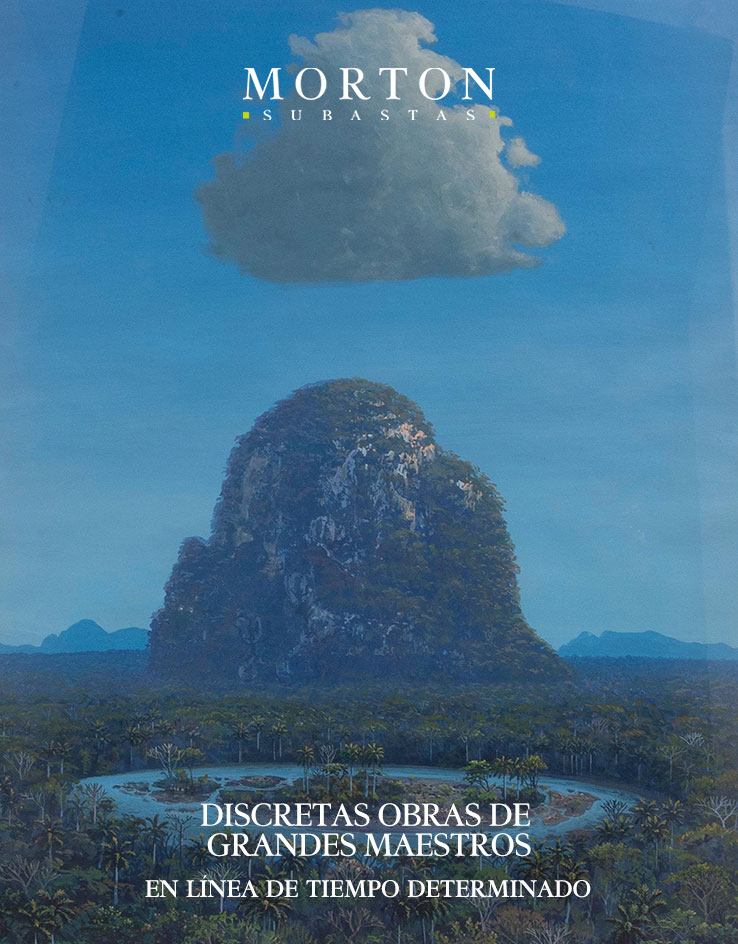 MORTON
SUBASTAS
DISCRETAS OBRAS DE
GRANDES MAESTROS
EN LÍNEA DE TIEMPO DETERMINADO